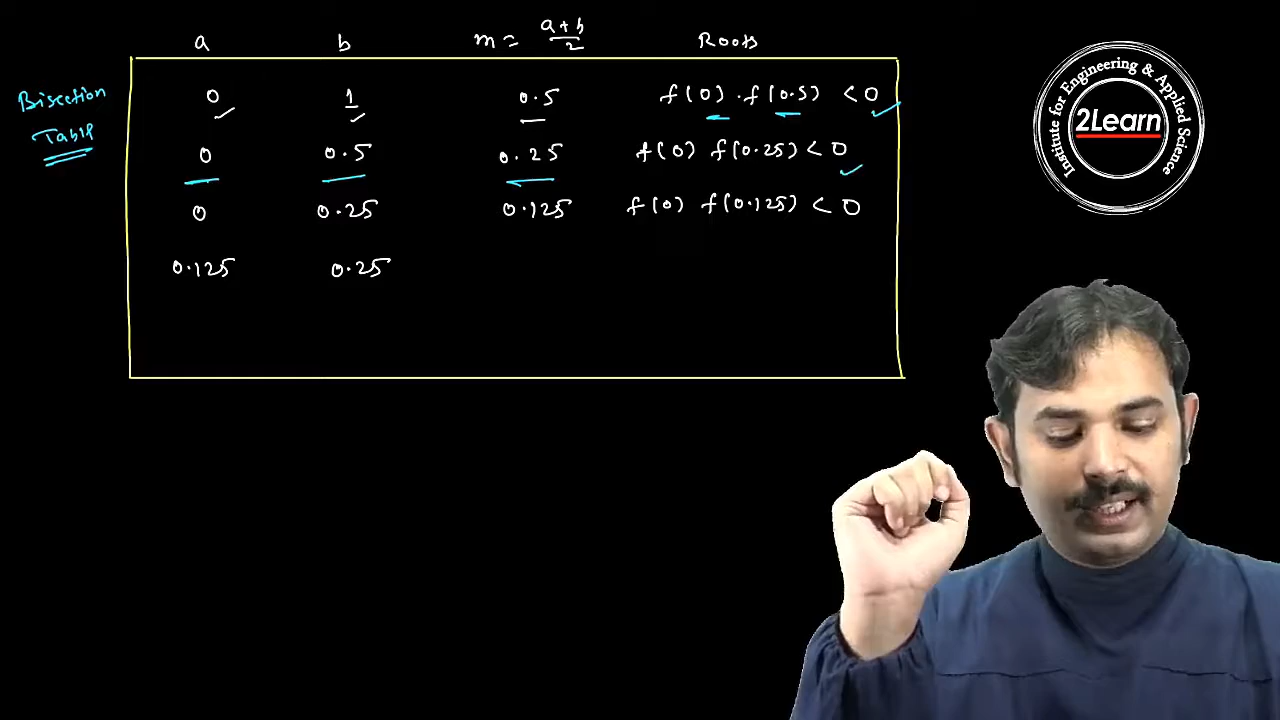 a b m = a+b/2 Roots
Bisection
Table
0 1 0.5 f(0) . f(0.5) < 0
0 0.5 0.25 f(0) f(0.25) < 0
0 0.25 0.125 f(0) f(0.125) < 0
0.125 0.25
Institute for Engineering & Applied Science
2Learn